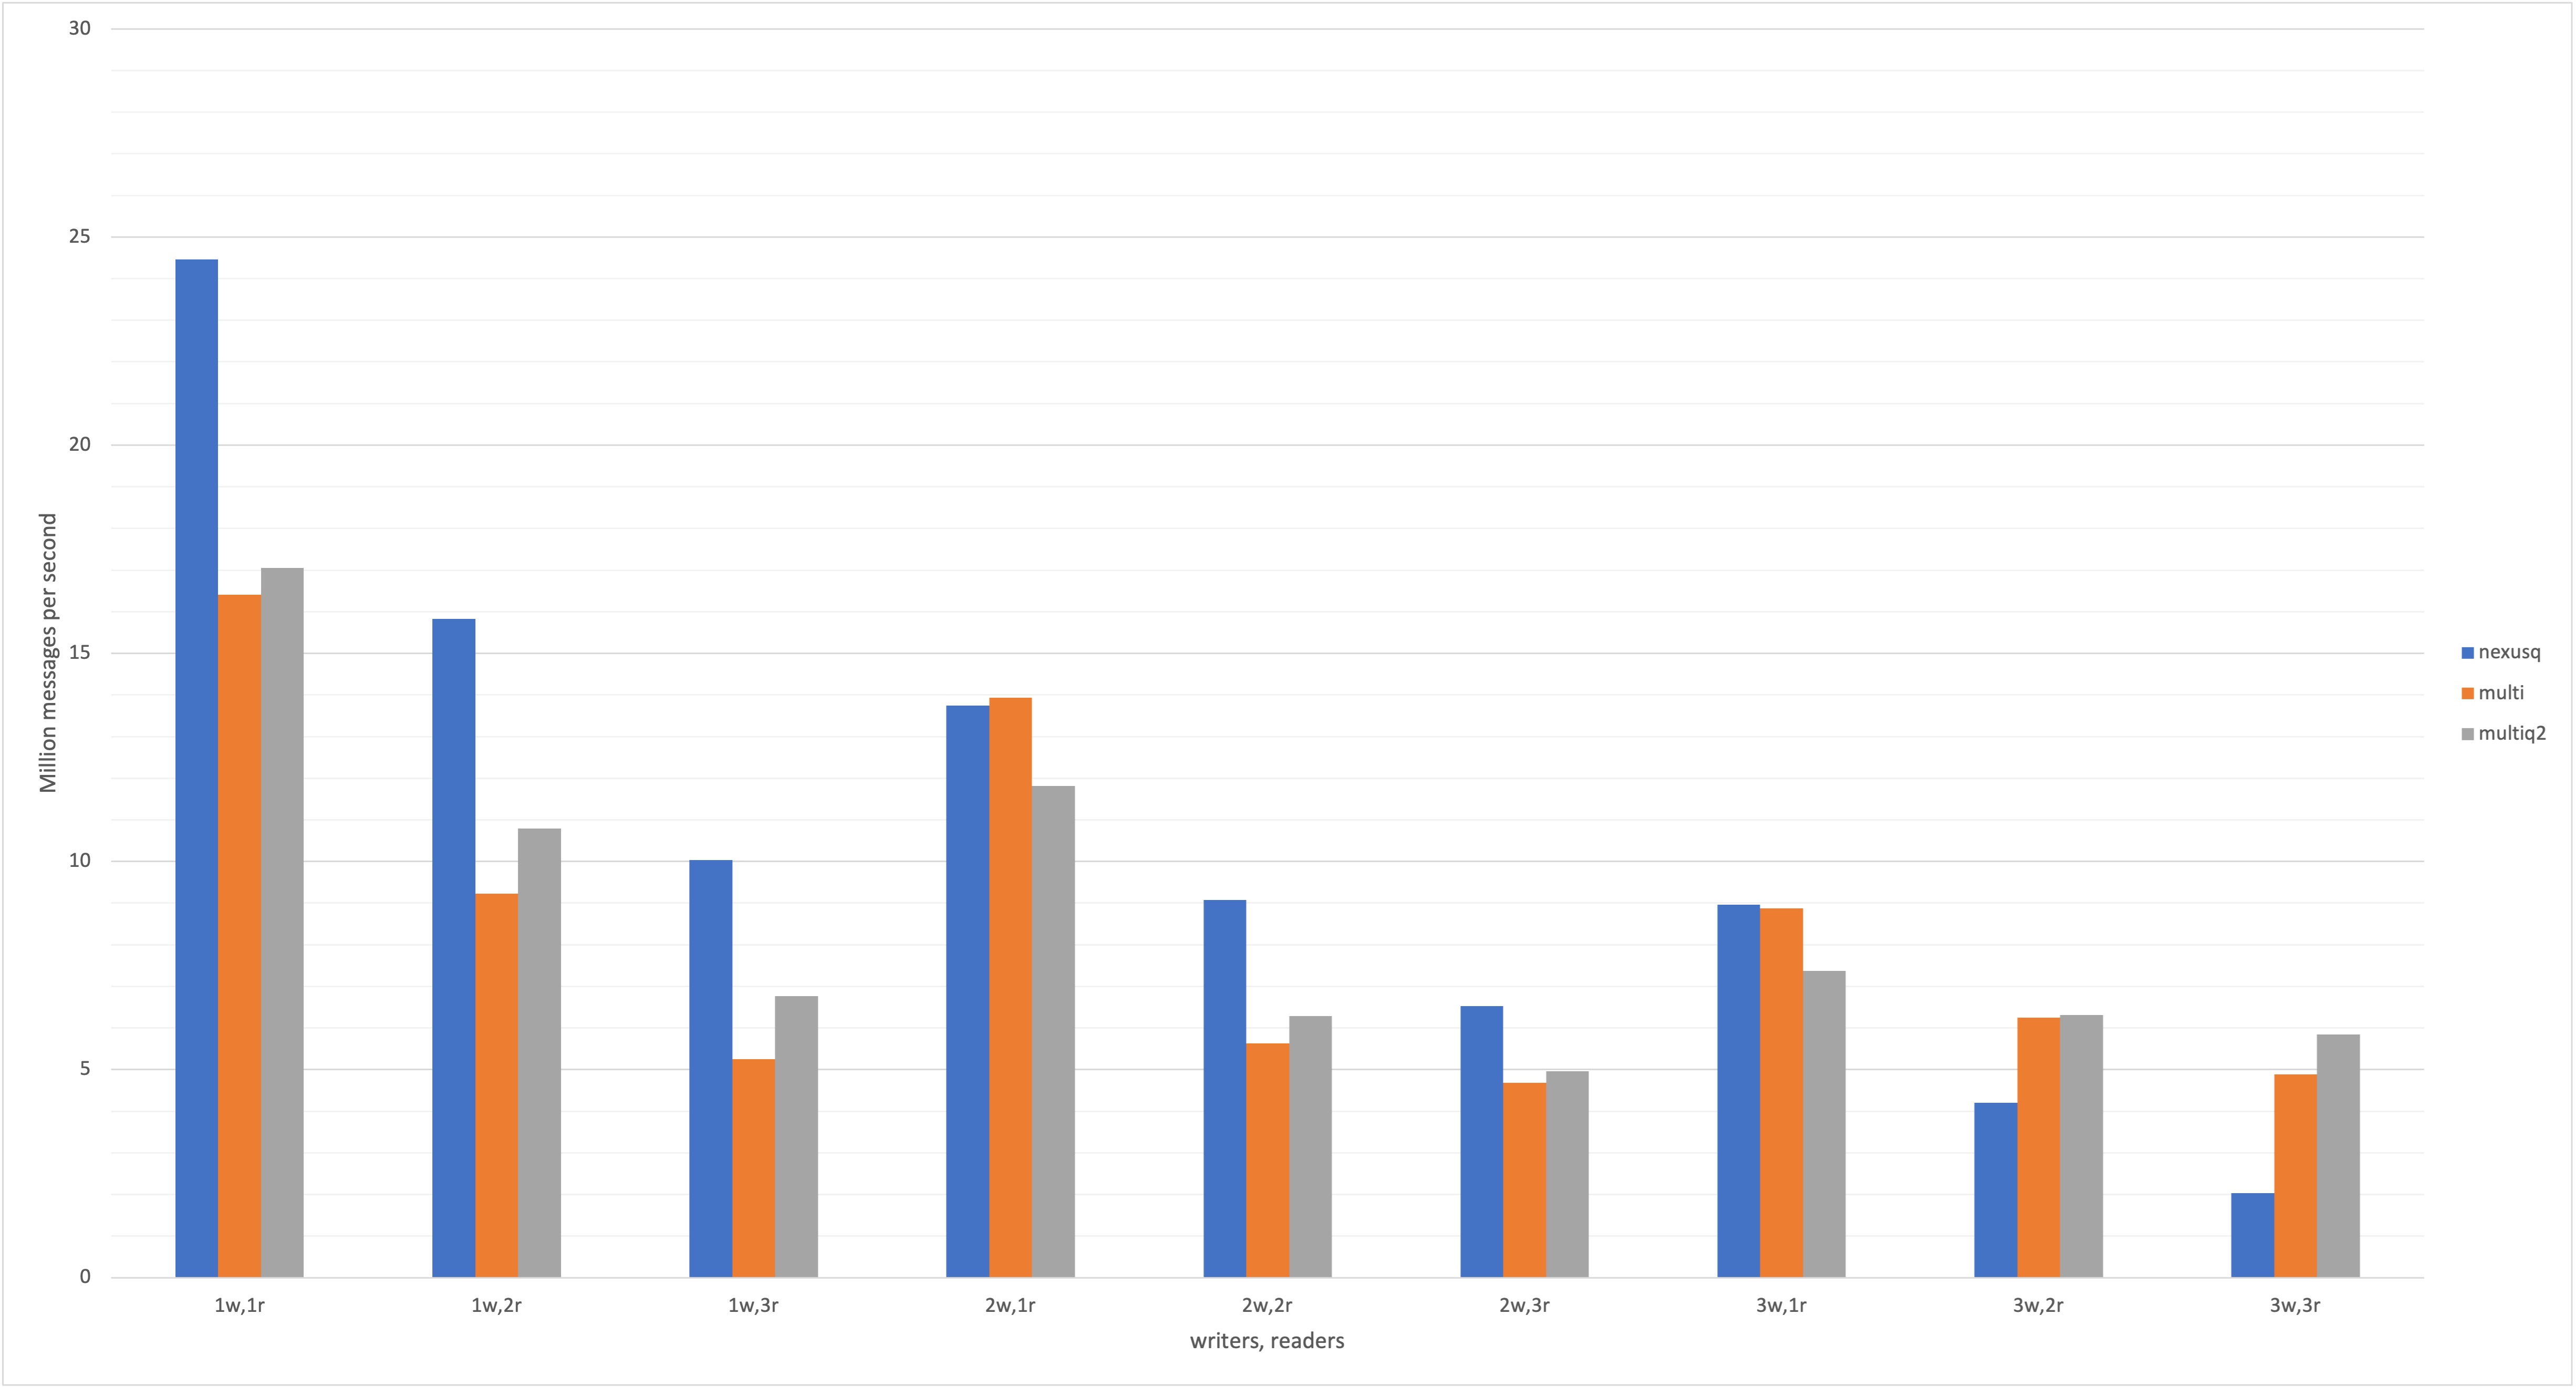 30
25
20
15
10
5
0
Million messages per second
1w,1r
1w,2r
1w,3r
2w,1r
2w,2r
2w,3r
3w,1r
3w,2r
3w,3r
writers, readers
nexusq
multi
multiq2